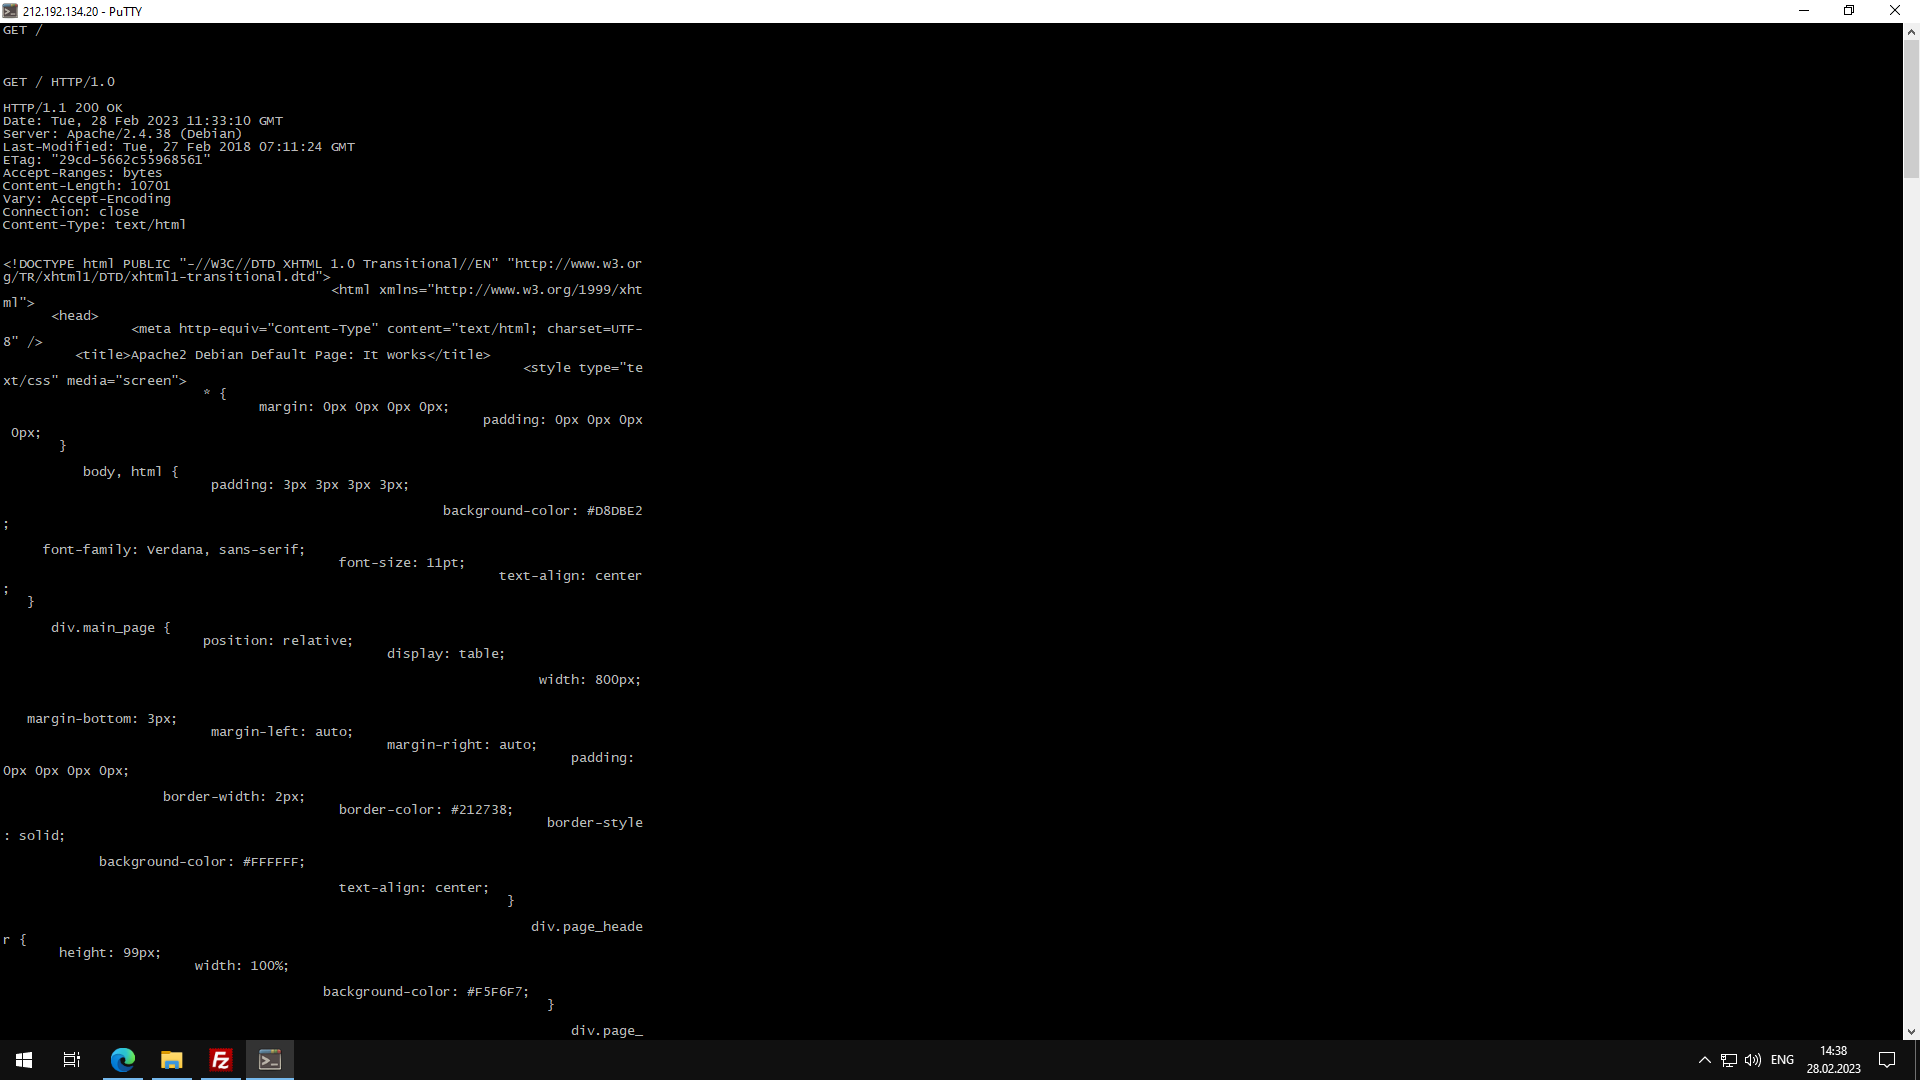 212.192.134.20 - PuTTY
GET /
GET / HTTP/1.0
HTTP/1.1 200 OK
Date: Tue, 28 Feb 2023 11:33:10 GMT
Server: Apache/2.4.38 (Debian)
Last-Modified: Tue, 27 Feb 2018 07:11:24 GMT
ETag: "29cd-5662c55968561"
Accept-Ranges: bytes
Content-Length: 10701
Vary: Accept-Encoding
Connection: close
Content-Type: text/html
<!DOCTYPE html PUBLIC "-//W3C//DTD XHTML 1.0 Transitional//EN" "http://www.w3.or
g/TR/xhtml1/DTD/xhtml1-transitional.dtd">
<html xmlns="http://www.w3.org/1999/xht
ml">
<head>
<meta http-equiv="Content-Type" content="text/html; charset=UTF-
8" />
<title>Apache2 Debian Default Page: It works</title>
<style type="te
xt/css" media="screen">
* {
margin: 0px 0px 0px 0px;
padding: 0px 0px 0px
0px;
}
body, html {
padding: 3px 3px 3px 3px;
background-color: #D8DBE2
;
font-family: Verdana, sans-serif;
font-size: 11pt;
text-align: center
;
}
div.main_page {
position: relative;
display: table;
width: 800px;
margin-bottom: 3px;
margin-left: auto;
margin-right: auto;
padding:
0px 0px 0px 0px;
border-width: 2px;
border-color: #212738;
border-style
: solid;
background-color: #FFFFFF;
text-align: center;
}
div.page_heade
r {
height: 99px;
width: 100%;
background-color: #F5F6F7;
}
div.page_
ENG
14:38
28.02.2023